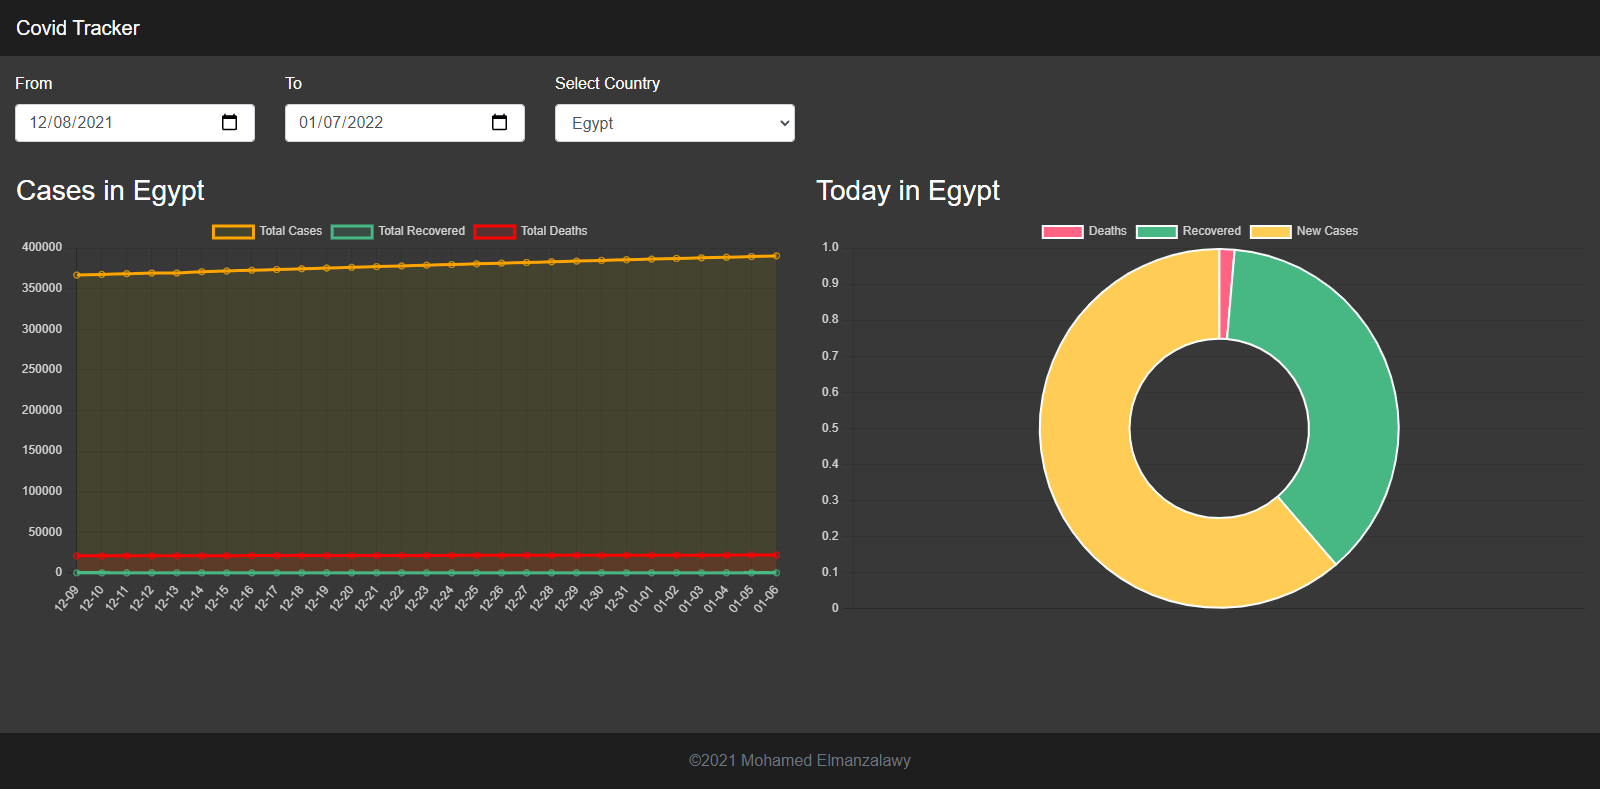 Covid Tracker
From To Select Country
12/08/2021 01/07/2022 Egypt
Cases in Egypt
Total Cases Total Recovered Total Deaths
400000
350000
300000
250000
200000
150000
100000
50000
0
12-09 12-10 12-11 12-12 12-13 12-14 12-15 12-16 12-17 12-18 12-19 12-20 12-21 12-22 12-23 12-24 12-25 12-26 12-27 12-28 12-29 12-30 12-31 01-01 01-02 01-03 01-04 01-05 01-06
Today in Egypt
Deaths Recovered New Cases
1.0
0.9
0.8
0.7
0.6
0.5
0.4
0.3
0.2
0.1
0
©2021 Mohamed Elmanzalawy